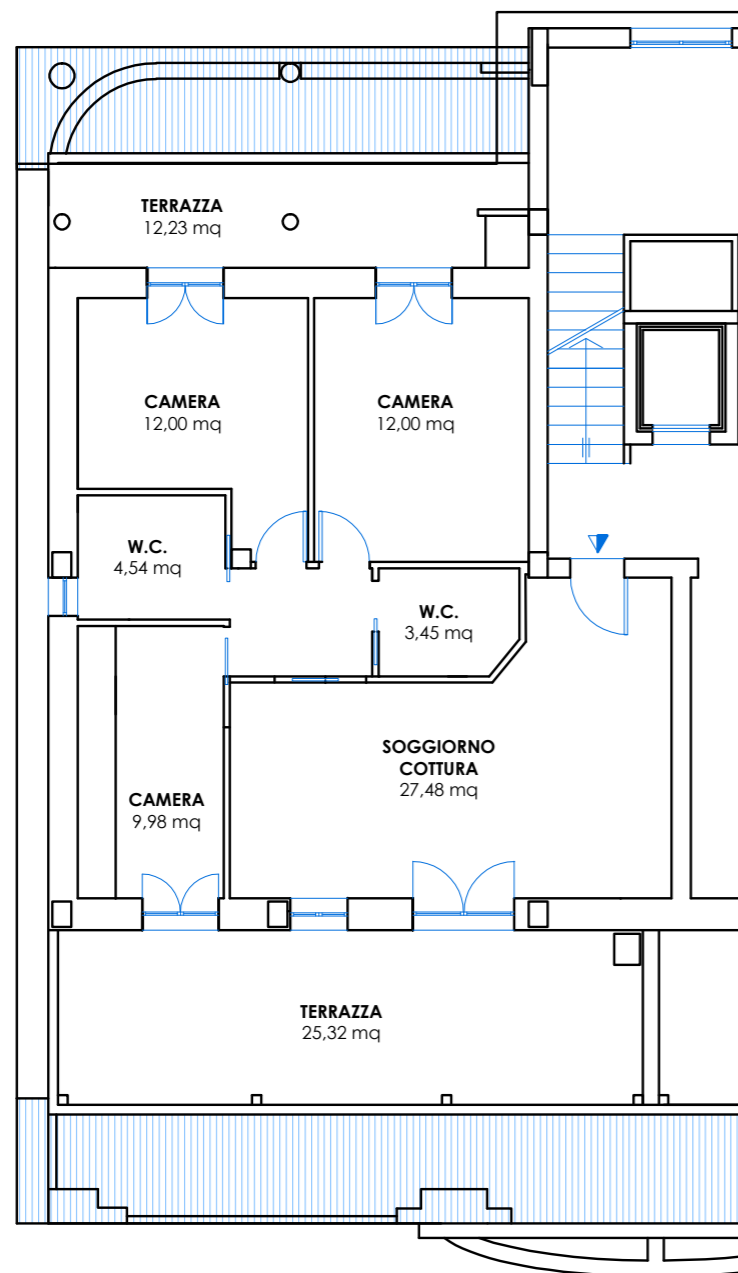 TERRAZZA
12,23 mq
CAMERA
12,00 mq
CAMERA
12,00 mq
W.C.
4,54 mq
W.C.
3,45 mq
SOGGIORNO
COTTURA
27,48 mq
CAMERA
9,98 mq
TERRAZZA
25,32 mq